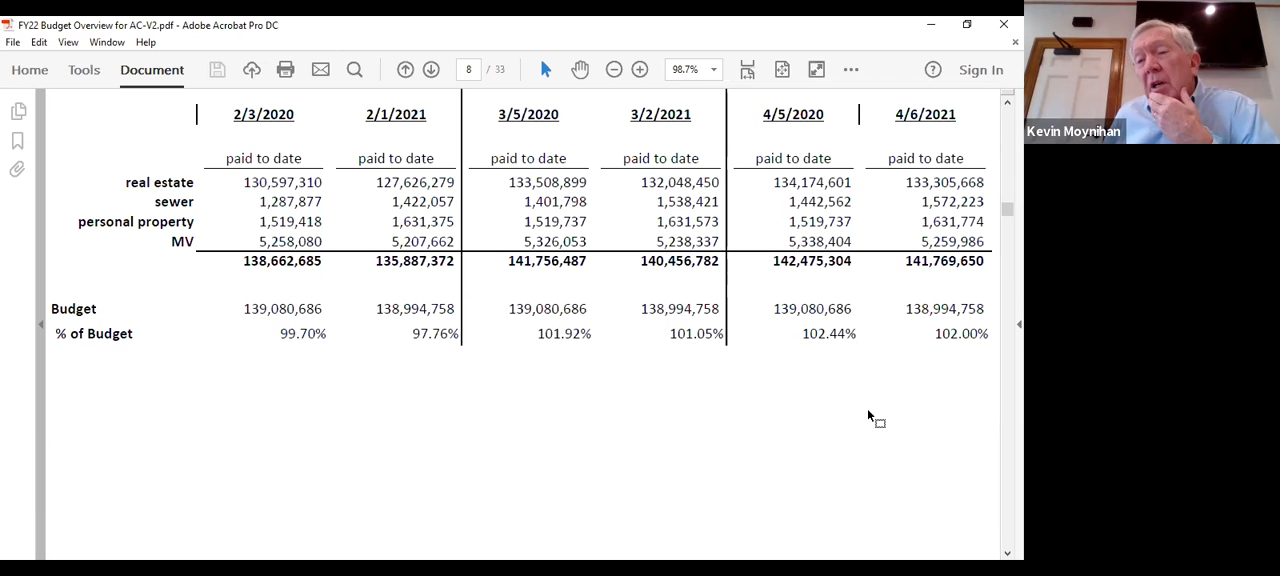 FY22 Budget Overview for AC-V2.pdf - Adobe Acrobat Pro DC
File Edit View Window Help
Home Tools Document 8 / 33 98.7% Sign In
2/3/2020 2/1/2021 3/5/2020 3/2/2021 4/5/2020 4/6/2021
paid to date paid to date paid to date paid to date paid to date paid to date
real estate 130,597,310 127,626,279 133,508,899 132,048,450 134,174,601 133,305,668
sewer 1,287,877 1,422,057 1,401,798 1,538,421 1,442,562 1,572,223
personal property 1,519,418 1,631,375 1,519,737 1,631,573 1,519,737 1,631,774
MV 5,258,080 5,207,662 5,326,053 5,238,337 5,338,404 5,259,986
138,662,685 135,887,372 141,756,487 140,456,782 142,475,304 141,769,650
Budget 139,080,686 138,994,758 139,080,686 138,994,758 139,080,686 138,994,758
% of Budget 99.70% 97.76% 101.92% 101.05% 102.44% 102.00%
Kevin Moynihan